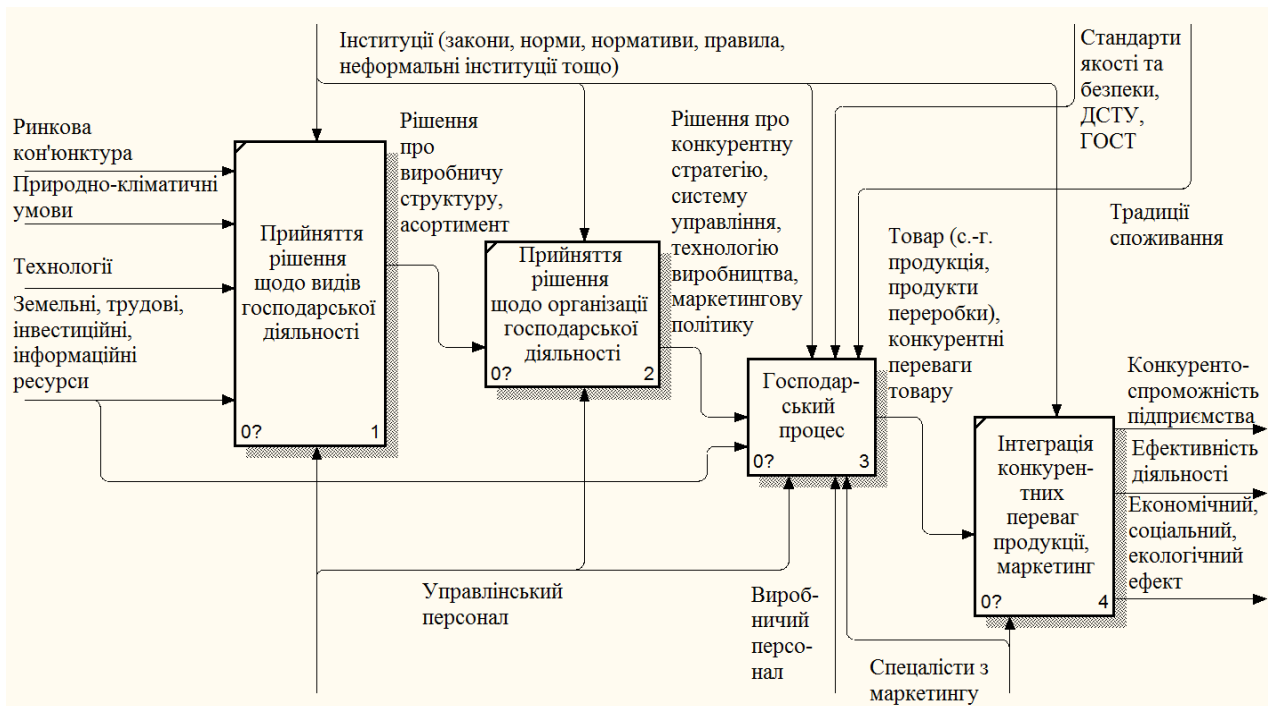 Інституції (закони, норми, нормативи, правила,
неформальні інституції тощо)
Стандарти
якості та
безпеки,
ДСТУ,
ГОСТ
Традиції
споживання
Ринкова
кон'юнктура
Природно-кліматичні
умови
Технології
Земельні, трудові,
інвестиційні,
інформаційні
ресурси
Прийняття
рішення
щодо видів
господарської
діяльності
0?
1
Рішення
про
виробничу
структуру,
асортимент
Прийняття
рішення
щодо організації
господарської
діяльності
0?
2
Рішення про
конкурентну
стратегію,
систему
управління,
технологію
виробництва,
маркетингову
політику
Господар-
ський
процес
0?
3
Товар (с.-г.
продукція,
продукти
переробки),
конкурентні
переваги
товару
Інтеграція
конкурен-
тних
переваг
продукції,
маркетинг
0?
4
Конкуренто-
спроможність
підприємства
Ефективність
діяльності
Економічний,
соціальний,
екологічний
ефект
Управлінський
персонал
Вироб-
ничий
персо-
нал
Спецалісти з
маркетингу